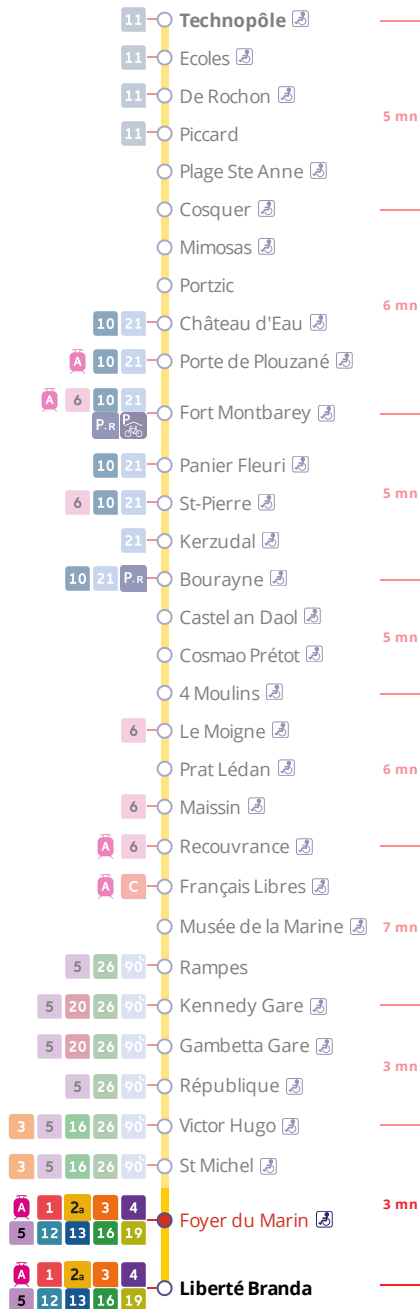 11 Technopôle
11 Ecoles
11 De Rochon
5 mn
11 Piccard
Plage Ste Anne
Cosquer
Mimosas
Portzic
6 mn
10 21 Château d'Eau
A 10 21 Porte de Plouzané
A 6 10 21
P+R P
Fort Montbarey
10 21 Panier Fleuri
5 mn
6 10 21 St-Pierre
21 Kerzudal
10 21 P+R Bourayne
Castel an Daol
5 mn
Cosmao Prétot
4 Moulins
6 Le Moigne
Prat Lédan
6 mn
6 Maissin
A 6 Recouvrance
A C Français Libres
Musée de la Marine
7 mn
5 26 90 Rampes
5 20 26 90 Kennedy Gare
5 20 26 90 Gambetta Gare
3 mn
5 26 90 République
3 5 16 26 90 Victor Hugo
3 5 16 26 90 St Michel
A 1 2a 3 4
3 mn
5 12 13 16 19
Foyer du Marin
A 1 2a 3 4
5 12 13 16 19
Liberté Branda